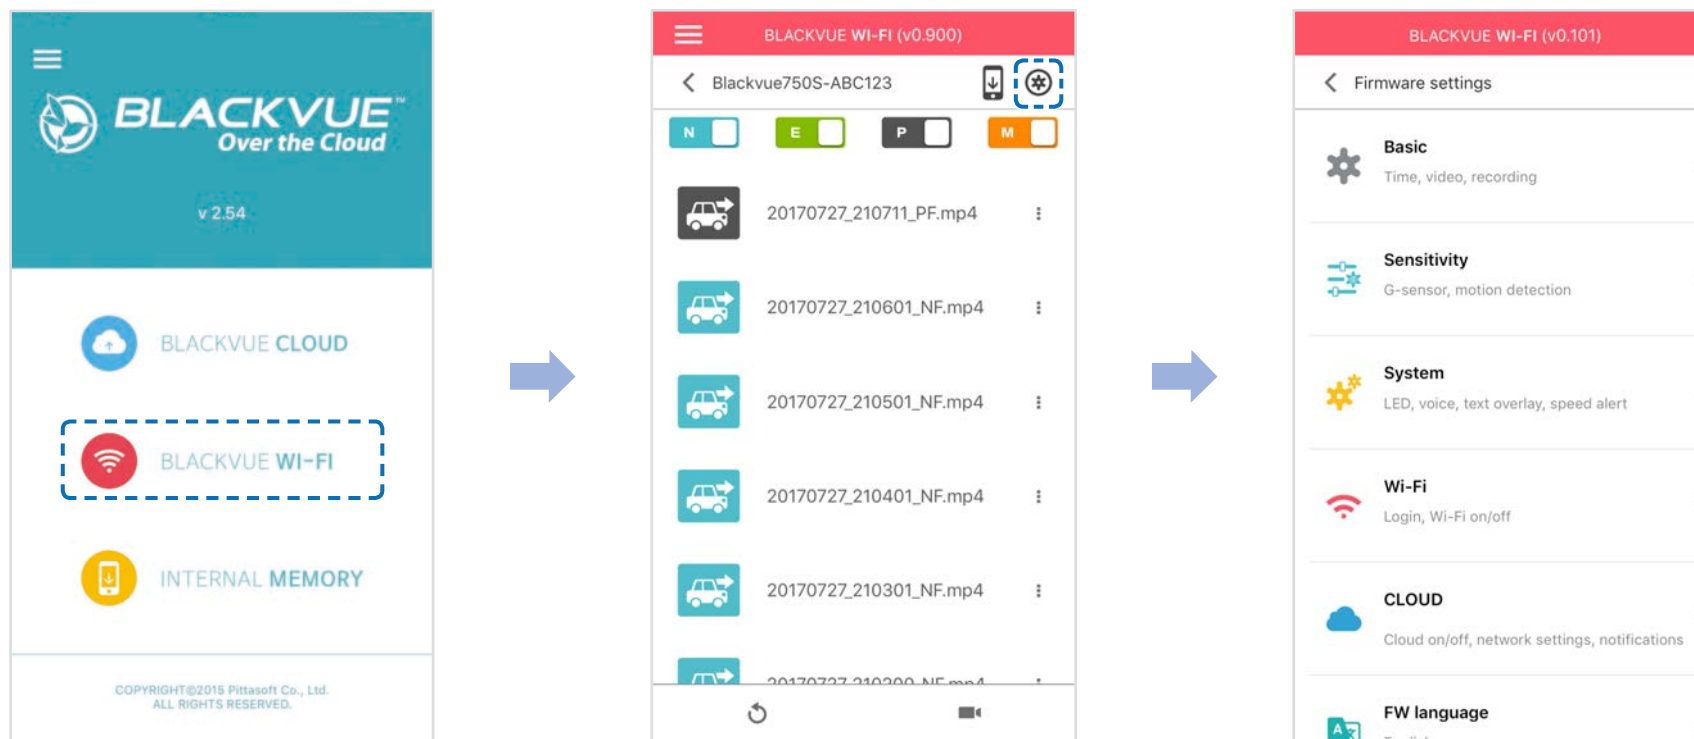 BLACKVUE™
Over the Cloud
v 2.54
BLACKVUE CLOUD
BLACKVUE WI-FI
INTERNAL MEMORY
COPYRIGHT©2015 Pittasoft Co., Ltd.
ALL RIGHTS RESERVED.
BLACKVUE WI-FI (v0.900)
Blackvue750S-ABC123
N E P M
20170727_210711_PF.mp4
20170727_210601_NF.mp4
20170727_210501_NF.mp4
20170727_210401_NF.mp4
20170727_210301_NF.mp4
20170727_210200_NF.mp4
BLACKVUE WI-FI (v0.101)
Firmware settings
Basic
Time, video, recording
Sensitivity
G-sensor, motion detection
System
LED, voice, text overlay, speed alert
Wi-Fi
Login, Wi-Fi on/off
CLOUD
Cloud on/off, network settings, notifications
A
FW language